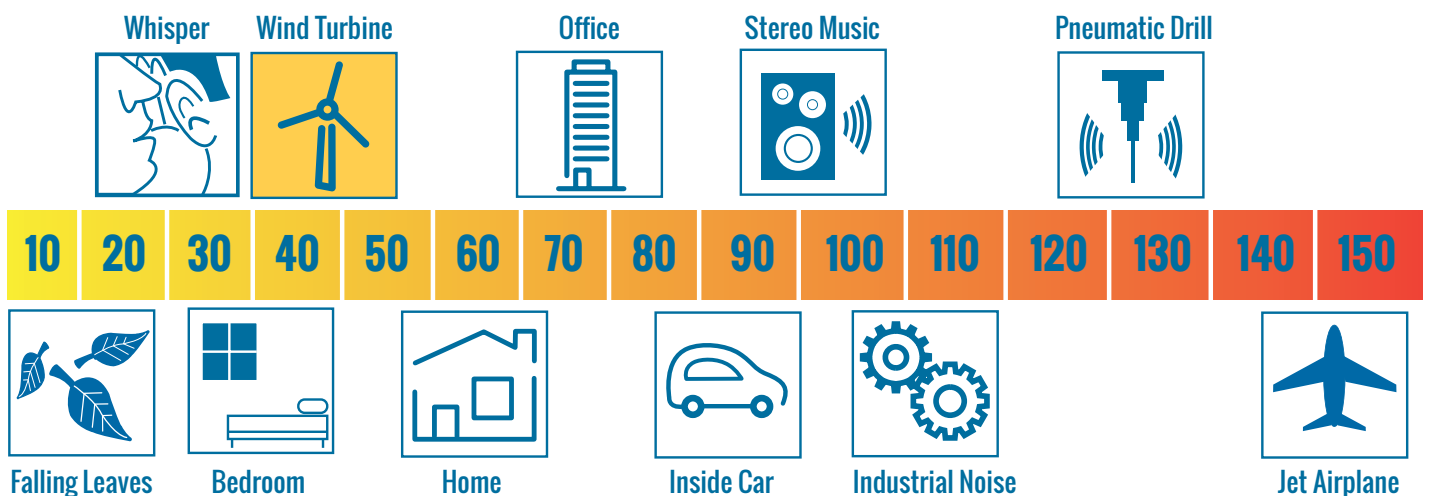 Whisper
Wind Turbine
Office
Stereo Music
Pneumatic Drill
10 20 30 40 50 60 70 80 90 100 110 120 130 140 150
Falling Leaves
Bedroom
Home
Inside Car
Industrial Noise
Jet Airplane